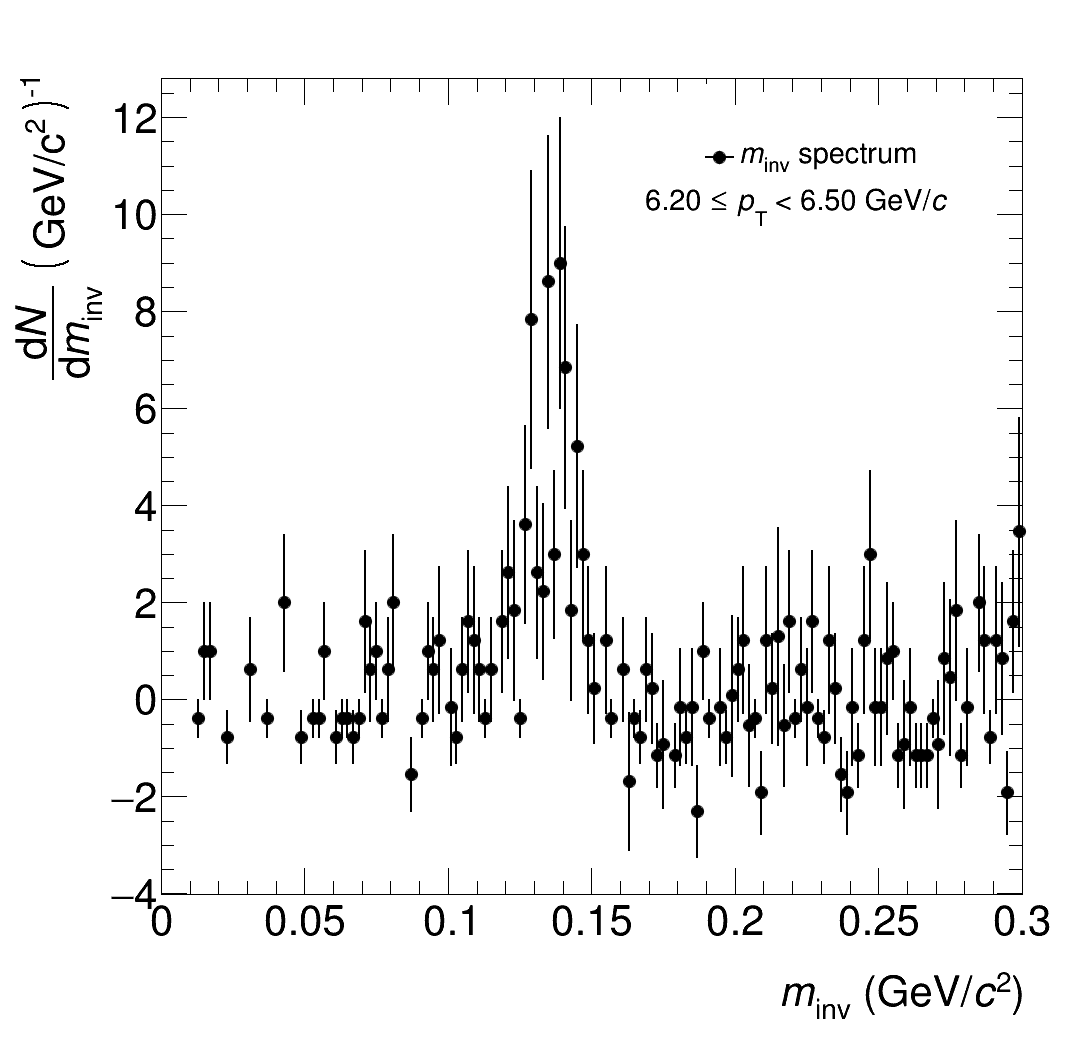 dN/dm_inv (GeV/c²)⁻¹
12
10
8
6
4
2
0
−2
−4
m_inv spectrum
6.20 ≤ p_T < 6.50 GeV/c
0 0.05 0.1 0.15 0.2 0.25 0.3
m_inv (GeV/c²)